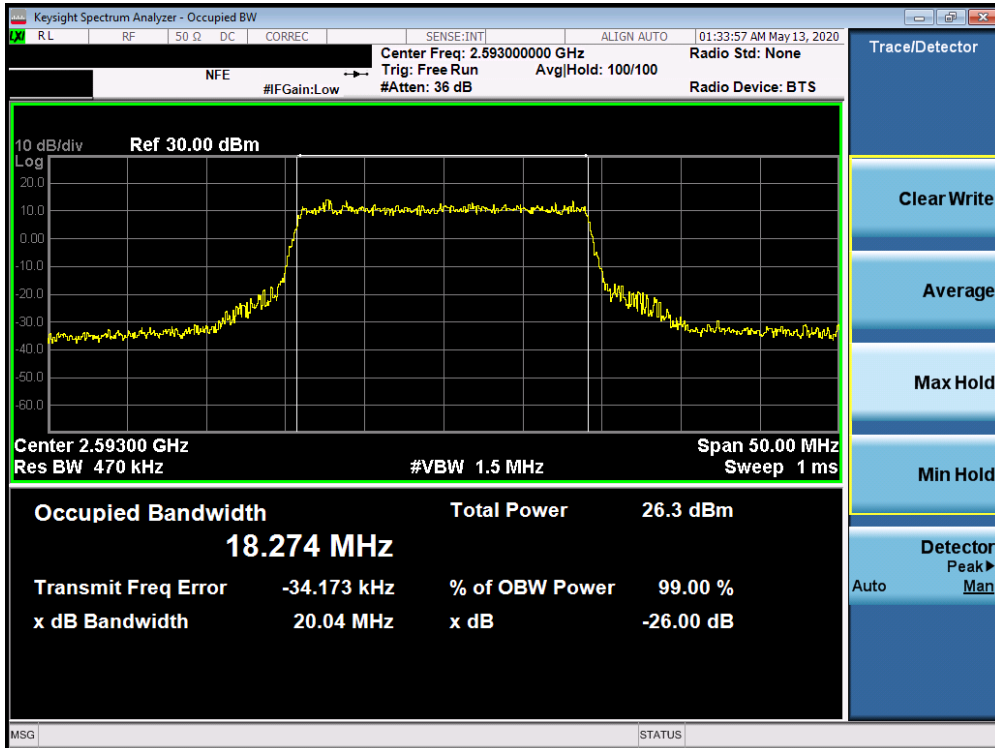 Keysight Spectrum Analyzer - Occupied BW
LXI RL RF 50 Ω DC CORREC SENSE:INT ALIGN AUTO 01:33:57 AM May 13, 2020
Center Freq: 2.593000000 GHz Radio Std: None
NFE Trig: Free Run Avg|Hold: 100/100
#IFGain:Low #Atten: 36 dB Radio Device: BTS
Trace/Detector
10 dB/div Ref 30.00 dBm
Log
20.0
10.0
0.00
-10.0
-20.0
-30.0
-40.0
-50.0
-60.0
Center 2.59300 GHz Span 50.00 MHz
Res BW 470 kHz #VBW 1.5 MHz Sweep 1 ms
Occupied Bandwidth Total Power 26.3 dBm
18.274 MHz
Transmit Freq Error -34.173 kHz % of OBW Power 99.00 %
x dB Bandwidth 20.04 MHz x dB -26.00 dB
Clear Write
Average
Max Hold
Min Hold
Detector
Peak▶
Auto Man
MSG STATUS